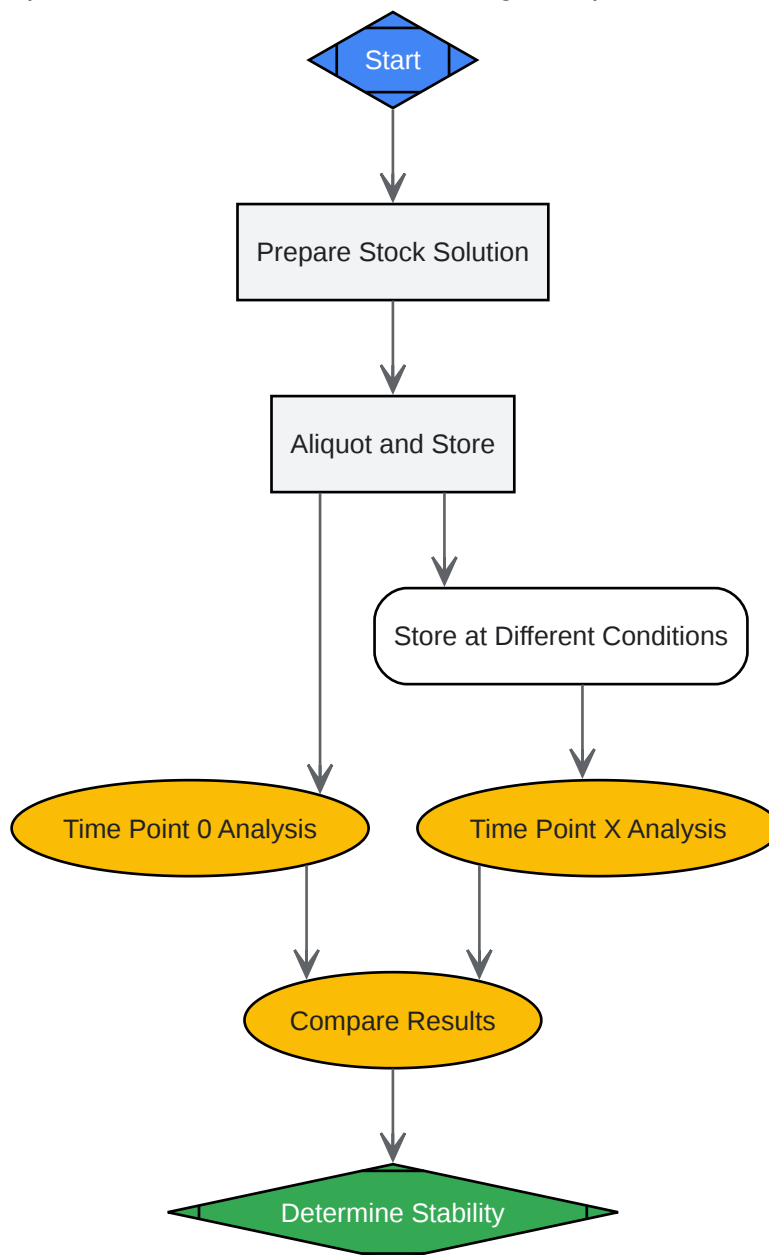 Start
Prepare Stock Solution
Aliquot and Store
Store at Different Conditions
Time Point 0 Analysis
Time Point X Analysis
Compare Results
Determine Stability